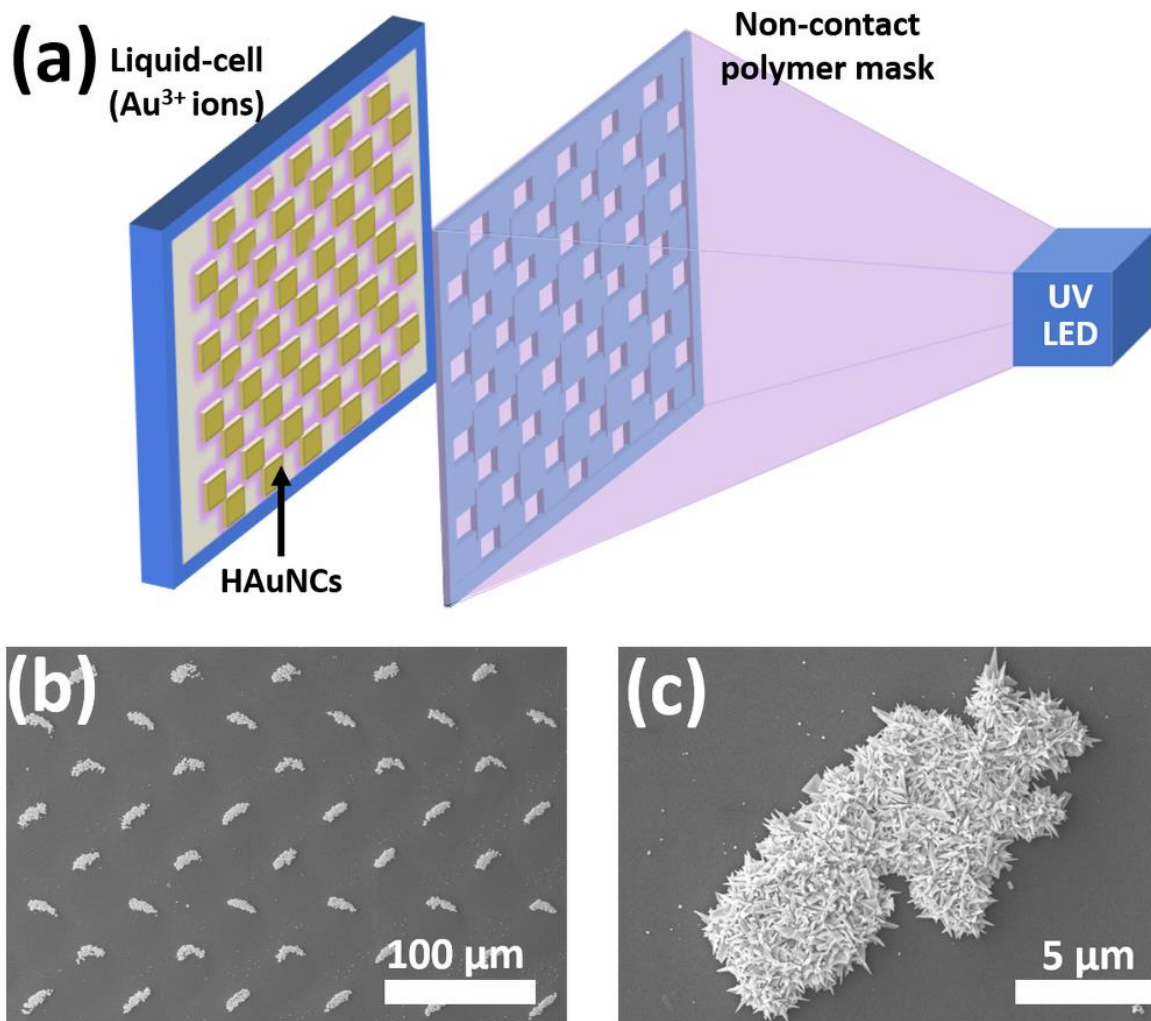 (a)
Liquid-cell
(Au³⁺ ions)
Non-contact
polymer mask
UV
LED
HAuNCs
(b)
100 µm
(c)
5 µm